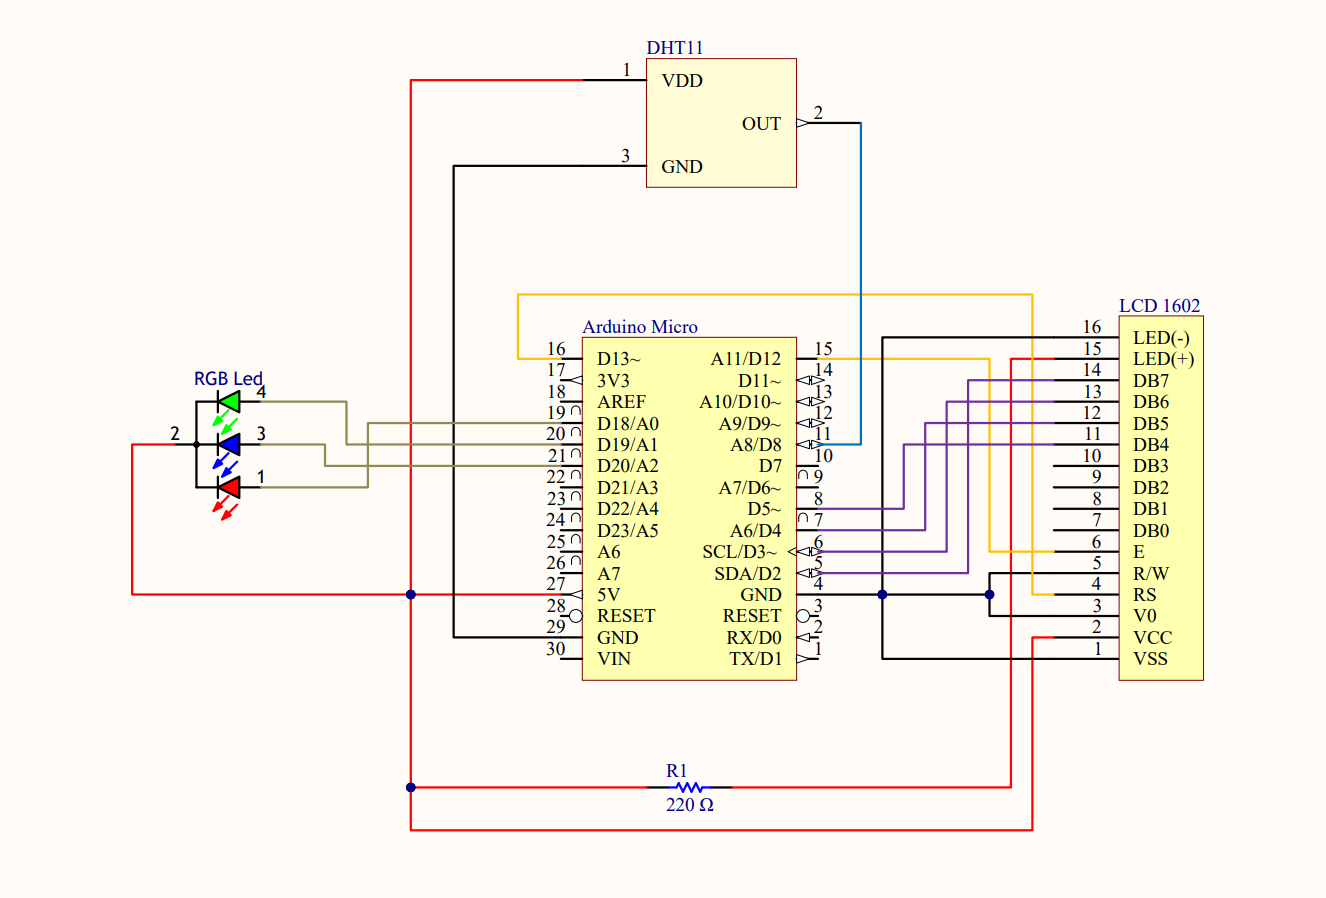 DHT11
1 VDD
OUT 2
3 GND
LCD 1602
Arduino Micro
16 D13~ A11/D12 15
17 3V3 D11~ 14
18 AREF A10/D10~ 13
19 D18/A0 A9/D9~ 12
20 D19/A1 A8/D8 11
21 D20/A2 D7 10
22 D21/A3 A7/D6~ 9
23 D22/A4 D5~ 8
24 D23/A5 A6/D4 7
25 A6 SCL/D3~ 6
26 A7 SDA/D2 5
27 5V GND 4
28 RESET RESET 3
29 GND RX/D0 2
30 VIN TX/D1 1
16 LED(-)
15 LED(+)
14 DB7
13 DB6
12 DB5
11 DB4
10 DB3
9 DB2
8 DB1
7 DB0
6 E
5 R/W
4 RS
3 V0
2 VCC
1 VSS
RGB Led
4
2 3
1
R1
220 Ω